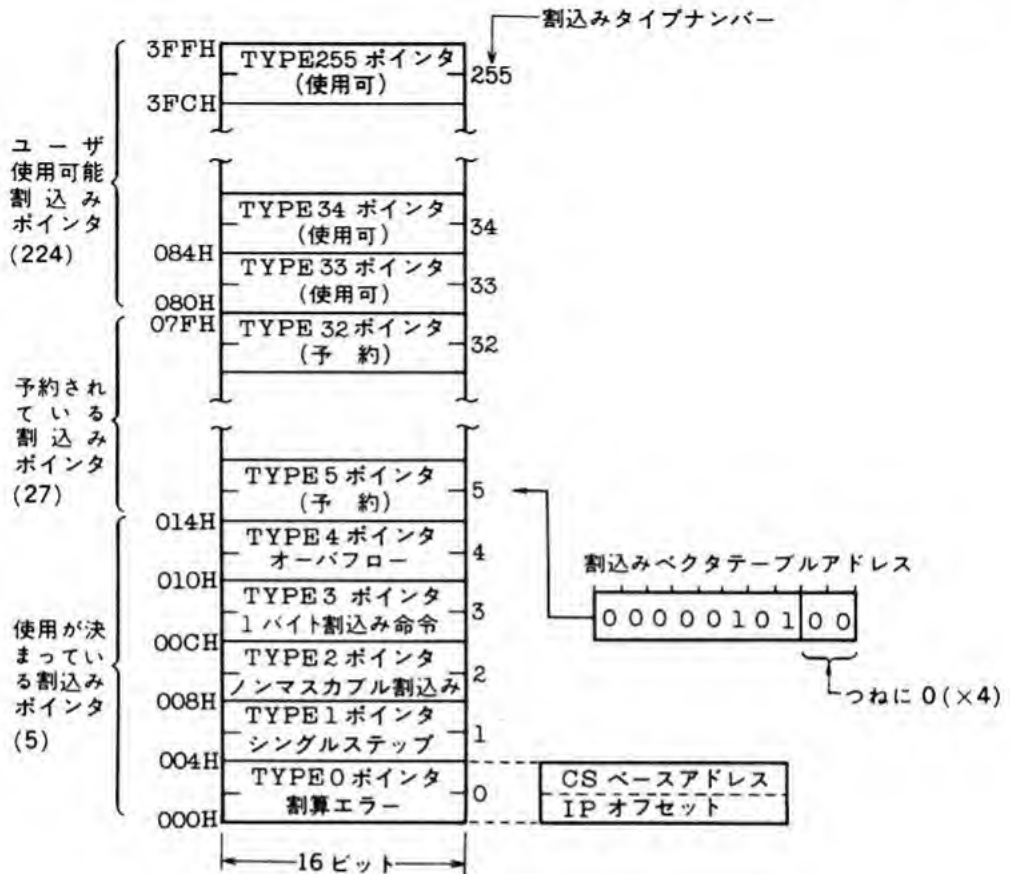 割込みタイプナンバー
3FFH
TYPE255 ポインタ
(使用可)
255
3FCH
ユーザ
使用可能
割込み
ポインタ
(224)
TYPE34 ポインタ
(使用可)
34
084H
TYPE33 ポインタ
(使用可)
33
080H
07FH
TYPE 32 ポインタ
(予 約)
32
予約され
ている
割込み
ポインタ
(27)
TYPE5 ポインタ
(予 約)
5
014H
TYPE4 ポインタ
オーバフロー
4
010H
TYPE3 ポインタ
1 バイト割込み命令
3
00CH
TYPE2 ポインタ
ノンマスカブル割込み
2
008H
TYPE1 ポインタ
シングルステップ
1
004H
TYPE0 ポインタ
割算エラー
0
000H
使用が決
まってい
る割込み
ポインタ
(5)
16 ビット
割込みベクタテーブルアドレス
0 0 0 0 0 1 0 1 0 0
つねに 0 (×4)
CS ベースアドレス
IP オフセット